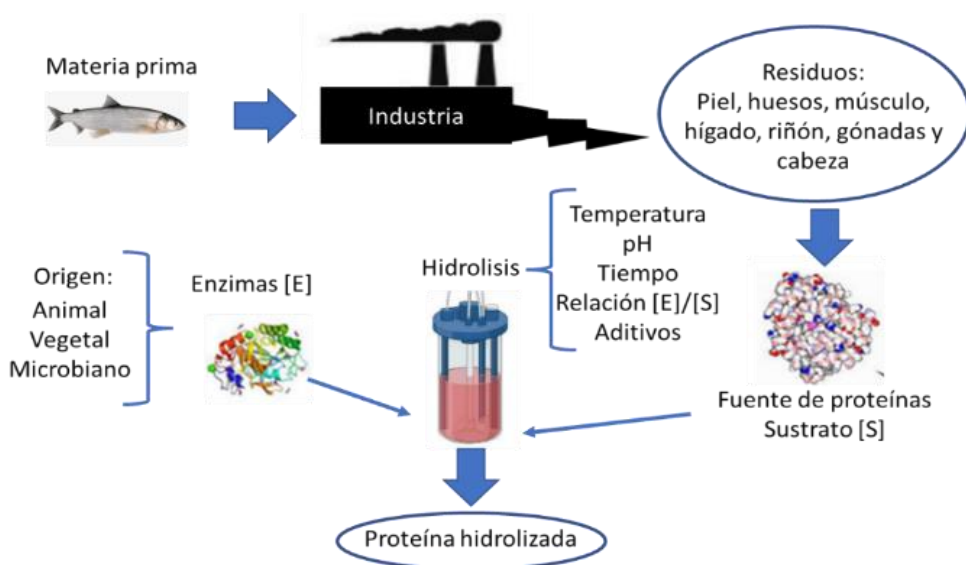 Materia prima
Industria
Residuos:
Piel, huesos, músculo,
hígado, riñón, gónadas y
cabeza
Origen:
Animal
Vegetal
Microbiano
Enzimas [E]
Hidrolisis
Temperatura
pH
Tiempo
Relación [E]/[S]
Aditivos
Fuente de proteínas
Sustrato [S]
Proteína hidrolizada